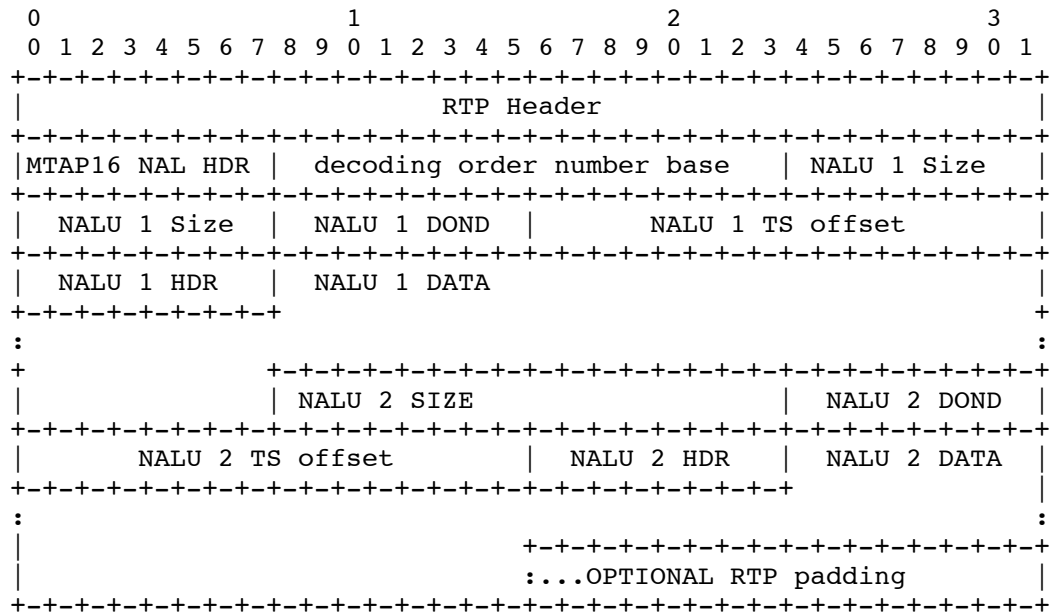 0                   1                   2                   3
 0 1 2 3 4 5 6 7 8 9 0 1 2 3 4 5 6 7 8 9 0 1 2 3 4 5 6 7 8 9 0 1
+-+-+-+-+-+-+-+-+-+-+-+-+-+-+-+-+-+-+-+-+-+-+-+-+-+-+-+-+-+-+-+-+
|                          RTP Header                           |
+-+-+-+-+-+-+-+-+-+-+-+-+-+-+-+-+-+-+-+-+-+-+-+-+-+-+-+-+-+-+-+-+
|MTAP16 NAL HDR |  decoding order number base   | NALU 1 Size   |
+-+-+-+-+-+-+-+-+-+-+-+-+-+-+-+-+-+-+-+-+-+-+-+-+-+-+-+-+-+-+-+-+
|  NALU 1 Size  |  NALU 1 DOND  |       NALU 1 TS offset        |
+-+-+-+-+-+-+-+-+-+-+-+-+-+-+-+-+-+-+-+-+-+-+-+-+-+-+-+-+-+-+-+-+
|  NALU 1 HDR   |  NALU 1 DATA                                  |
+-+-+-+-+-+-+-+-+                                               +
:                                                               :
+               +-+-+-+-+-+-+-+-+-+-+-+-+-+-+-+-+-+-+-+-+-+-+-+-+
|               | NALU 2 SIZE                   |  NALU 2 DOND  |
+-+-+-+-+-+-+-+-+-+-+-+-+-+-+-+-+-+-+-+-+-+-+-+-+-+-+-+-+-+-+-+-+
|       NALU 2 TS offset        |  NALU 2 HDR   |  NALU 2 DATA  |
+-+-+-+-+-+-+-+-+-+-+-+-+-+-+-+-+-+-+-+-+-+-+-+-+               |
:                                                               :
|                               +-+-+-+-+-+-+-+-+-+-+-+-+-+-+-+-+
|                               :...OPTIONAL RTP padding        |
+-+-+-+-+-+-+-+-+-+-+-+-+-+-+-+-+-+-+-+-+-+-+-+-+-+-+-+-+-+-+-+-+